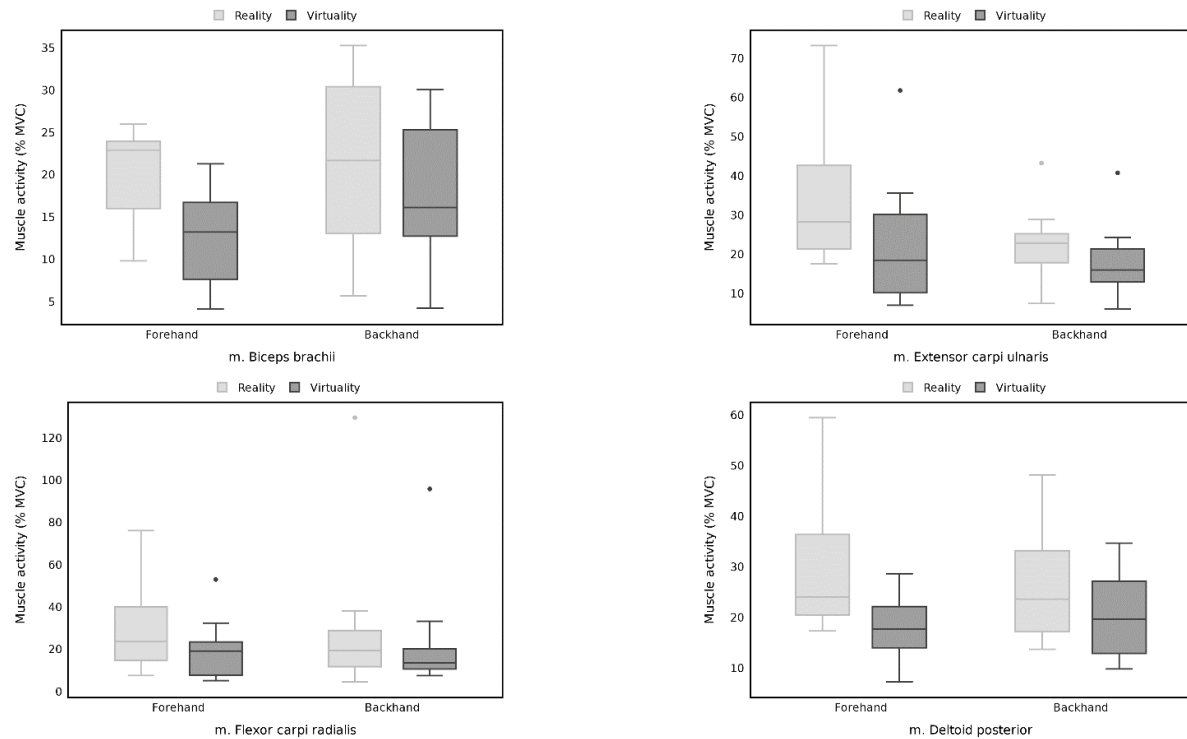 Reality Virtuality
Muscle activity (% MVC)
35
30
25
20
15
10
5
Forehand Backhand
m. Biceps brachii
Reality Virtuality
Muscle activity (% MVC)
70
60
50
40
30
20
10
Forehand Backhand
m. Extensor carpi ulnaris
Reality Virtuality
Muscle activity (% MVC)
120
100
80
60
40
20
0
Forehand Backhand
m. Flexor carpi radialis
Reality Virtuality
Muscle activity (% MVC)
60
50
40
30
20
10
Forehand Backhand
m. Deltoid posterior